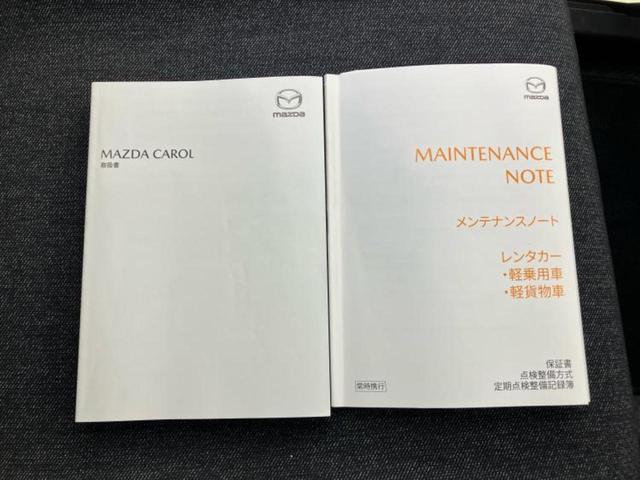 mazda
MAZDA CAROL
取扱書
mazda
MAINTENANCE
NOTE
メンテナンスノート
レンタカー
・軽乗用車
・軽貨物車
保証書
点検整備方式
定期点検整備記録簿
常時携行